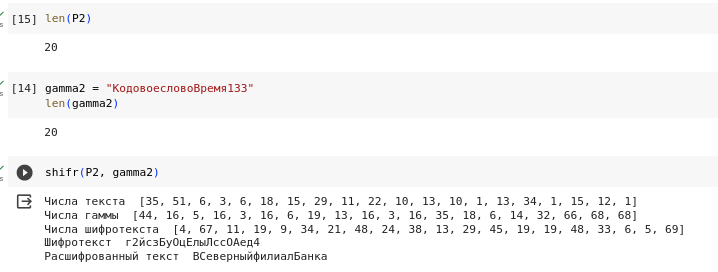 [15] len(P2)
20
[14] gamma2 = "КодовоесловоВремя133"
len(gamma2)
20
shifr(P2, gamma2)
Числа текста [35, 51, 6, 3, 6, 18, 15, 29, 11, 22, 10, 13, 10, 1, 13, 34, 1, 15, 12, 1]
Числа гаммы [44, 16, 5, 16, 3, 16, 6, 19, 13, 16, 3, 16, 35, 18, 6, 14, 32, 66, 68, 68]
Числа шифротекста [4, 67, 11, 19, 9, 34, 21, 48, 24, 38, 13, 29, 45, 19, 19, 48, 33, 6, 5, 69]
Шифротекст г2йсзБуОцЕлыЛссОАед4
Расшифрованный текст ВСеверныйфилиалБанка